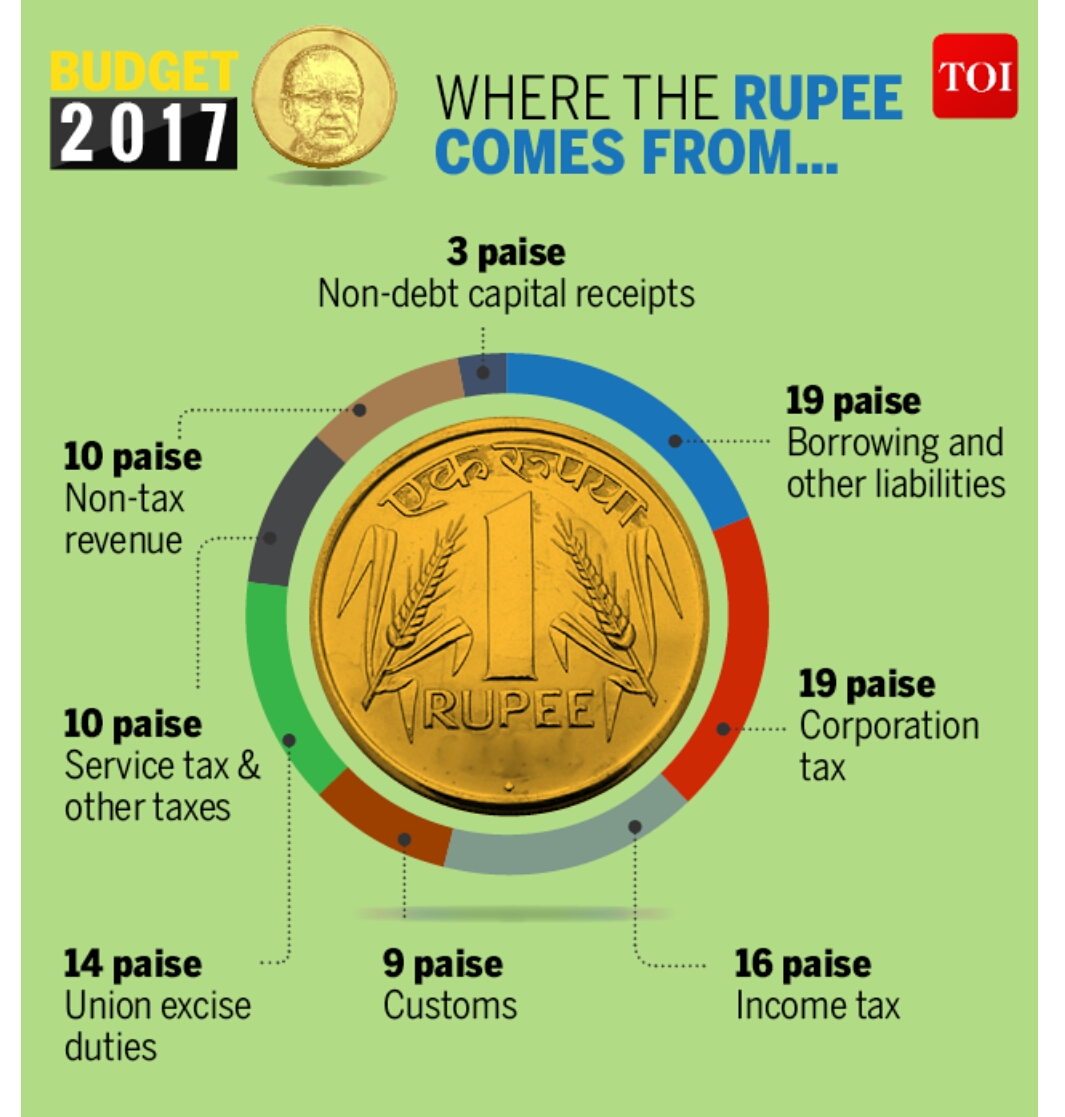 BUDGET
2017
WHERE THE RUPEE
COMES FROM...
TOI
3 paise
Non-debt capital receipts
19 paise
Borrowing and
other liabilities
10 paise
Non-tax
revenue
एक रूपया
1
RUPEE
19 paise
Corporation
tax
10 paise
Service tax &
other taxes
14 paise
Union excise
duties
9 paise
Customs
16 paise
Income tax